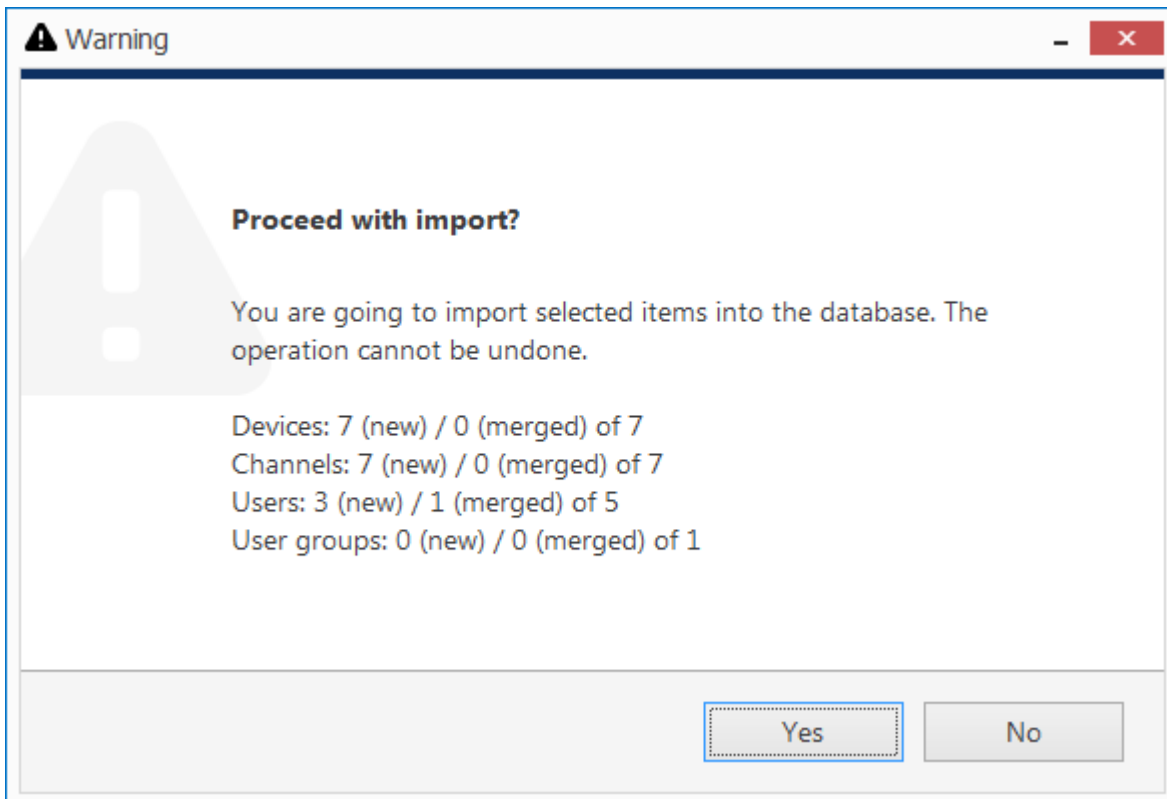 Warning
Proceed with import?
You are going to import selected items into the database. The
operation cannot be undone.
Devices: 7 (new) / 0 (merged) of 7
Channels: 7 (new) / 0 (merged) of 7
Users: 3 (new) / 1 (merged) of 5
User groups: 0 (new) / 0 (merged) of 1
Yes
No